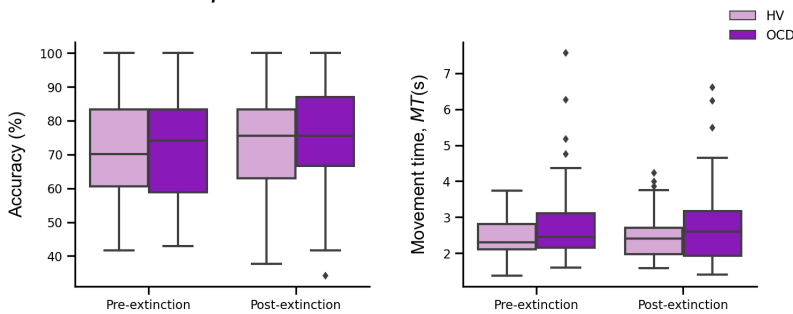 HV
OCD
100
90
80
70
60
50
40
Accuracy (%)
Pre-extinction
Post-extinction
7
6
5
4
3
2
Movement time, MT(s)
Pre-extinction
Post-extinction